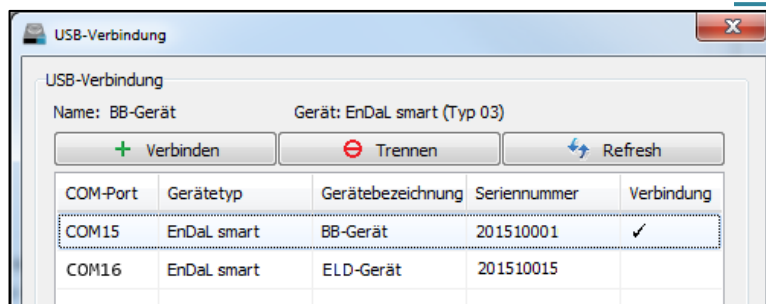 USB-Verbindung
USB-Verbindung
Name: BB-Gerät Gerät: EnDaL smart (Typ 03)
Verbinden Trennen Refresh
COM-Port Gerätetyp Gerätebezeichnung Seriennummer Verbindung
COM15 EnDaL smart BB-Gerät 201510001 ✓
COM16 EnDaL smart ELD-Gerät 201510015